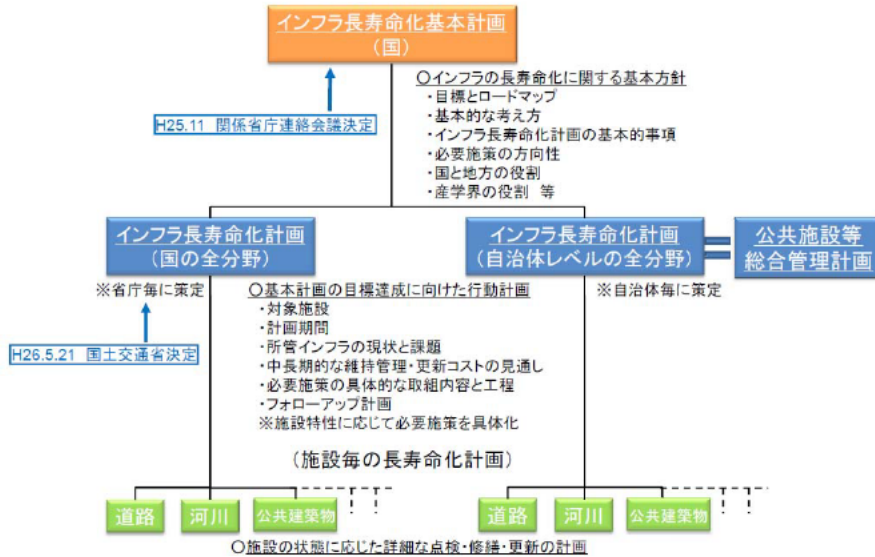 インフラ長寿命化基本計画
(国)
○インフラの長寿命化に関する基本方針
・目標とロードマップ
・基本的な考え方
・インフラ長寿命化計画の基本的事項
・必要施策の方向性
・国と地方の役割
・産学界の役割 等
H25.11 関係省庁連絡会議決定
インフラ長寿命化計画
(国の全分野)
インフラ長寿命化計画
(自治体レベルの全分野)
公共施設等
総合管理計画
※省庁毎に策定
○基本計画の目標達成に向けた行動計画
・対象施設
・計画期間
・所管インフラの現状と課題
・中長期的な維持管理・更新コストの見通し
・必要施策の具体的な取組内容と工程
・フォローアップ計画
※施設特性に応じて必要施策を具体化
※自治体毎に策定
H26.5.21 国土交通省決定
(施設毎の長寿命化計画)
道路
河川
公共建築物
道路
河川
公共建築物
○施設の状態に応じた詳細な点検・修繕・更新の計画